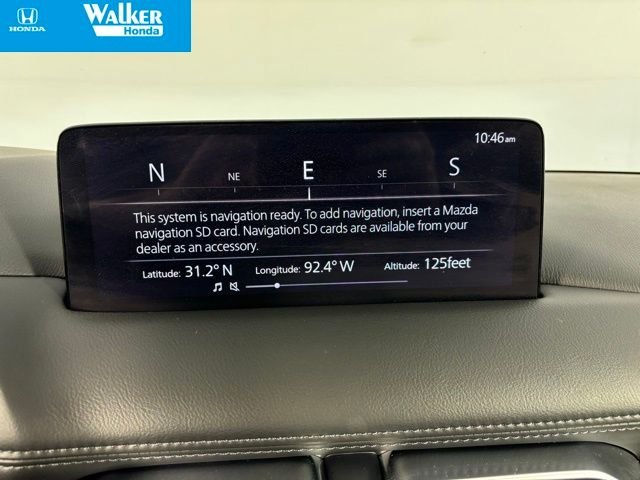 HONDA
WALKER
Honda
10:46am
N NE E SE S
This system is navigation ready. To add navigation, insert a Mazda
navigation SD card. Navigation SD cards are available from your
dealer as an accessory.
Latitude: 31.2° N Longitude: 92.4° W Altitude: 125feet